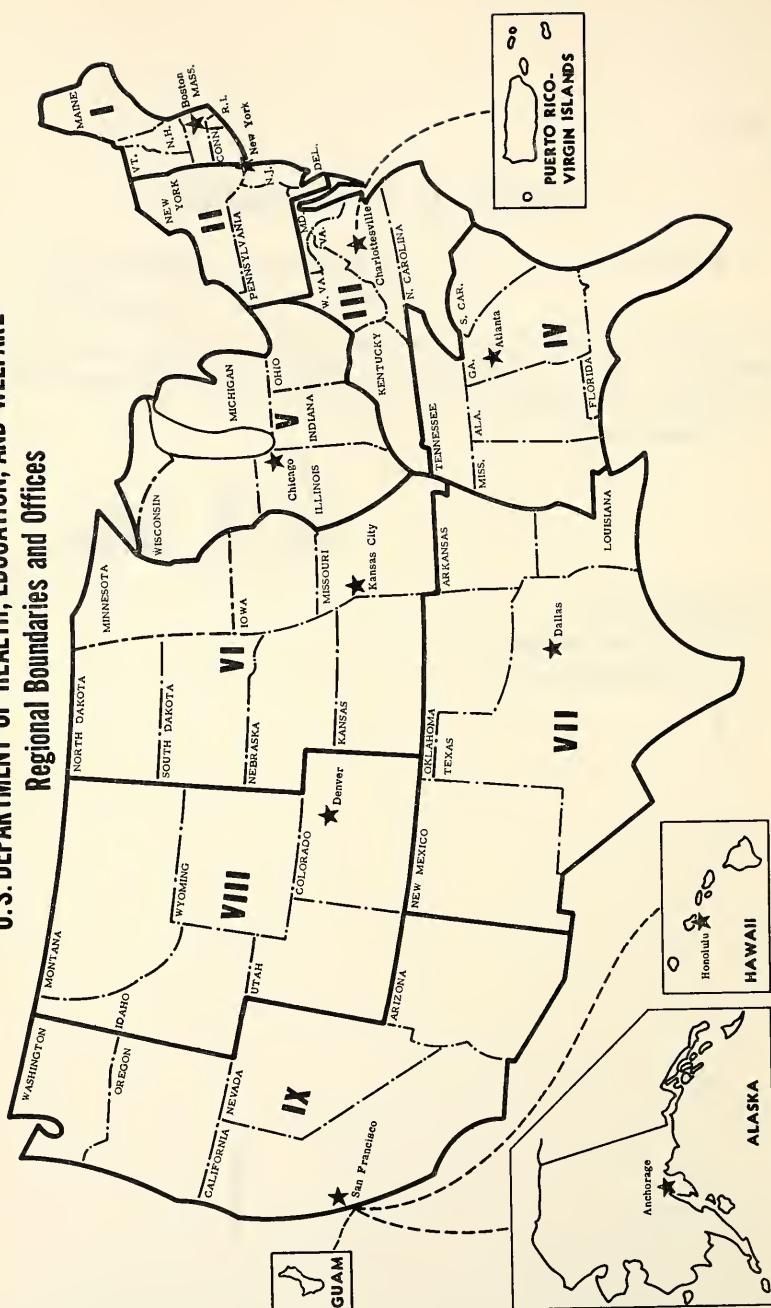 U.S. DEPARTMENT OF HEALTH, EDUCATION, AND WELFARE
Regional Boundaries and Offices
WASHINGTON
OREGON
CALIFORNIA
NEVADA
IX
San Francisco
GUAM
MONTANA
IDAHO
WYOMING
VIII
UTAH
COLORADO
Denver
ARIZONA
NEW MEXICO
NORTH DAKOTA
SOUTH DAKOTA
NEBRASKA
KANSAS
VI
MINNESOTA
IOWA
MISSOURI
Kansas City
OKLAHOMA
TEXAS
VII
Dallas
ARKANSAS
LOUISIANA
WISCONSIN
MICHIGAN
Chicago
ILLINOIS
V
INDIANA
OHIO
KENTUCKY
TENNESSEE
MISS.
ALA.
GA.
S. CAR.
Atlanta
IV
FLORIDA
MAINE
I
VT.
N.H.
Boston
MASS.
CONN.
R.I.
New York
NEW
YORK
II
PENNSYLVANIA
N.J.
DEL.
MD.
W. VA.
VA.
III
Charlottesville
N. CAROLINA
PUERTO RICO-
VIRGIN ISLANDS
Honolulu
HAWAII
Anchorage
ALASKA